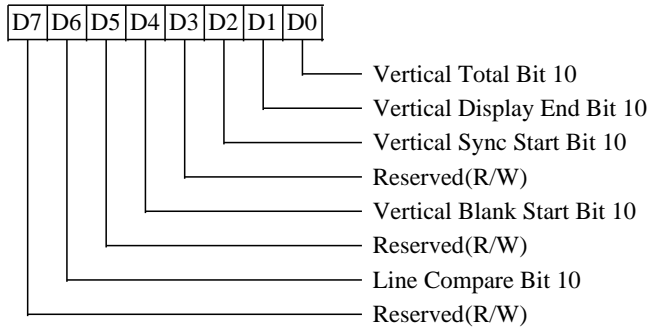 D7 D6 D5 D4 D3 D2 D1 D0
Vertical Total Bit 10
Vertical Display End Bit 10
Vertical Sync Start Bit 10
Reserved(R/W)
Vertical Blank Start Bit 10
Reserved(R/W)
Line Compare Bit 10
Reserved(R/W)